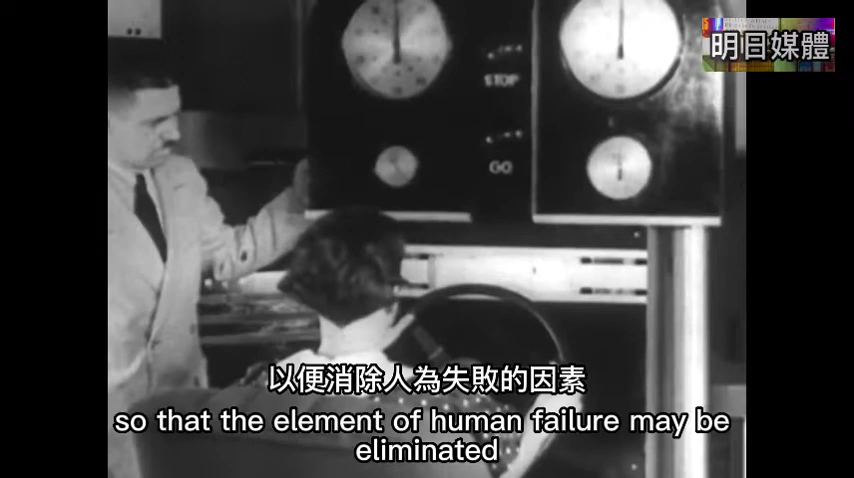 明日媒體
STOP
GO
以便消除人為失敗的因素
so that the element of human failure may be
eliminated